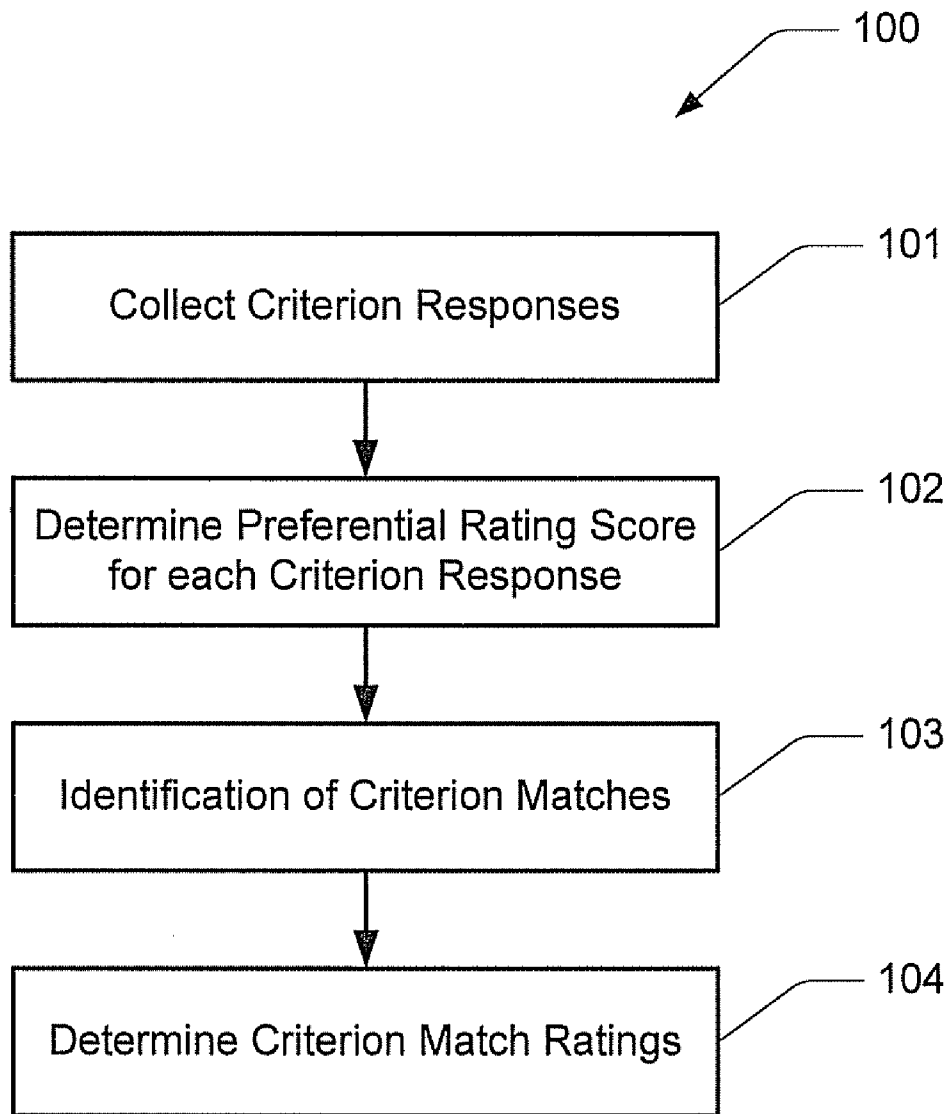 100
101
Collect Criterion Responses
102
Determine Preferential Rating Score
for each Criterion Response
103
Identification of Criterion Matches
104
Determine Criterion Match Ratings